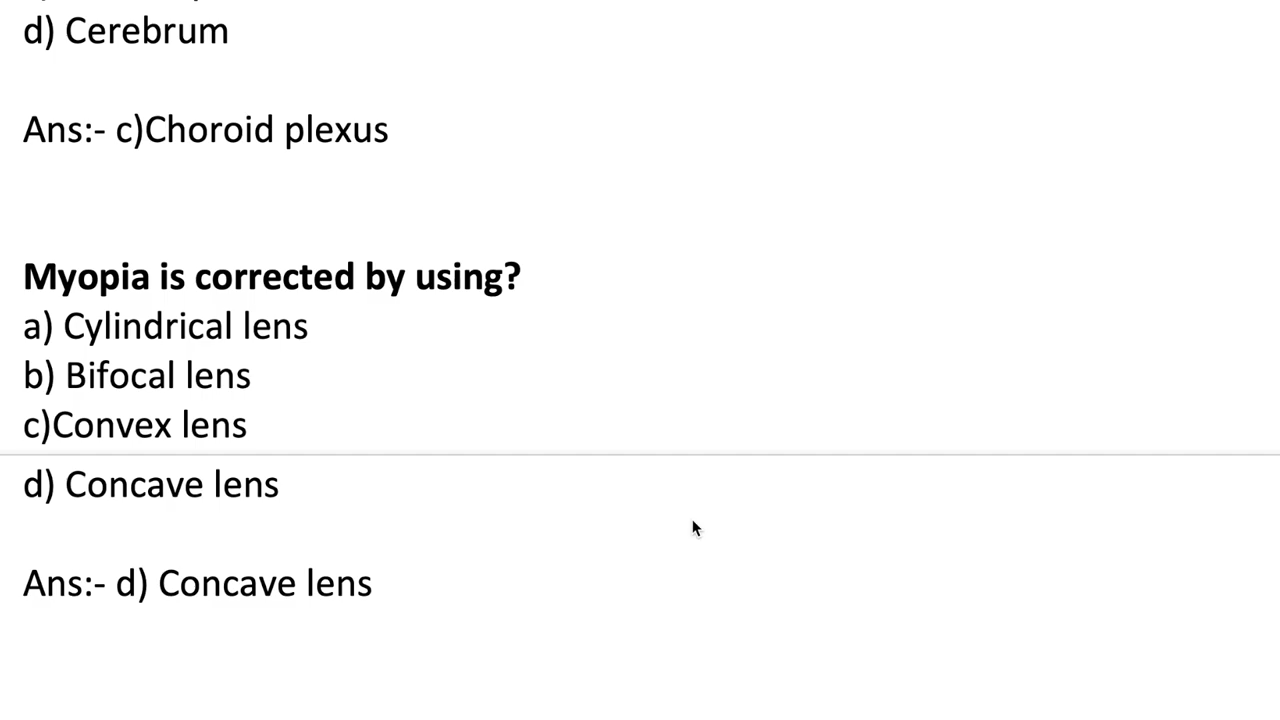 d) Cerebrum
Ans:- c)Choroid plexus
Myopia is corrected by using?
a) Cylindrical lens
b) Bifocal lens
c)Convex lens
d) Concave lens
Ans:- d) Concave lens